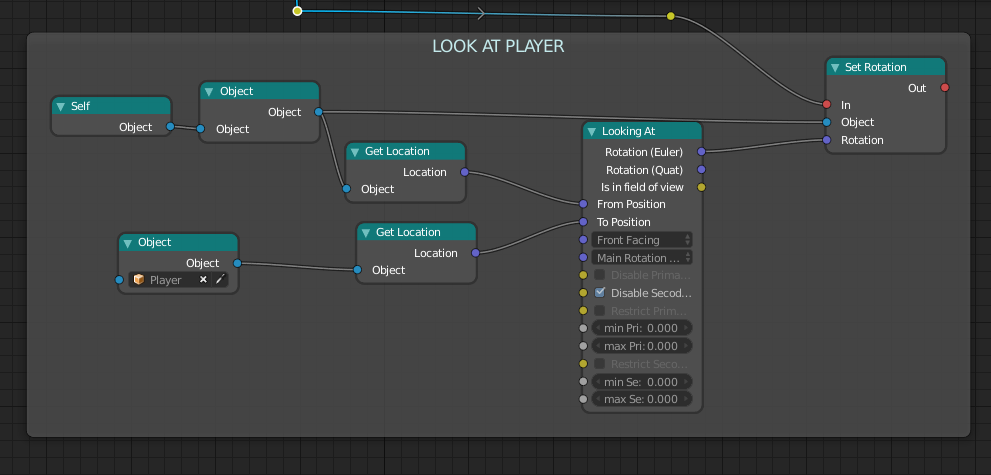 LOOK AT PLAYER
Self
Object
Object
Object
Object
Get Location
Location
Object
Object
Object
Player
Get Location
Location
Object
Looking At
Rotation (Euler)
Rotation (Quat)
Is in field of view
From Position
To Position
Front Facing
Main Rotation ...
Disable Prima...
Disable Secod...
Restrict Prim...
min Pri: 0.000
max Pri: 0.000
Restrict Seco...
min Se: 0.000
max Se: 0.000
Set Rotation
Out
In
Object
Rotation